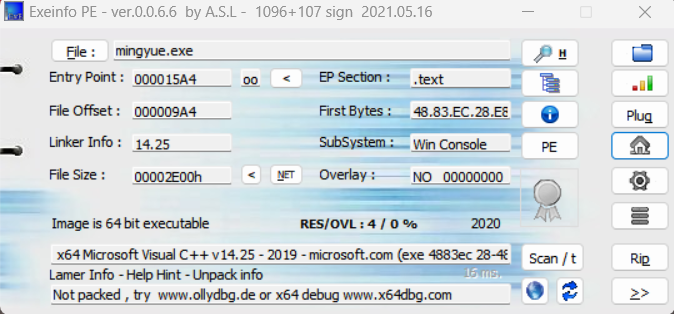 Exeinfo PE - ver.0.0.6.6 by A.S.L - 1096+107 sign 2021.05.16
File : mingyue.exe H
Entry Point : 000015A4 oo < EP Section : .text
File Offset : 000009A4 First Bytes : 48.83.EC.28.E8 Plug
Linker Info : 14.25 SubSystem : Win Console PE
File Size : 00002E00h < NET Overlay : NO 00000000
Image is 64 bit executable RES/OVL : 4 / 0 % 2020
x64 Microsoft Visual C++ v14.25 - 2019 - microsoft.com (exe 4883ec 28-48 Scan / t Rip
Lamer Info - Help Hint - Unpack info 16 ms.
Not packed , try www.ollydbg.de or x64 debug www.x64dbg.com >>